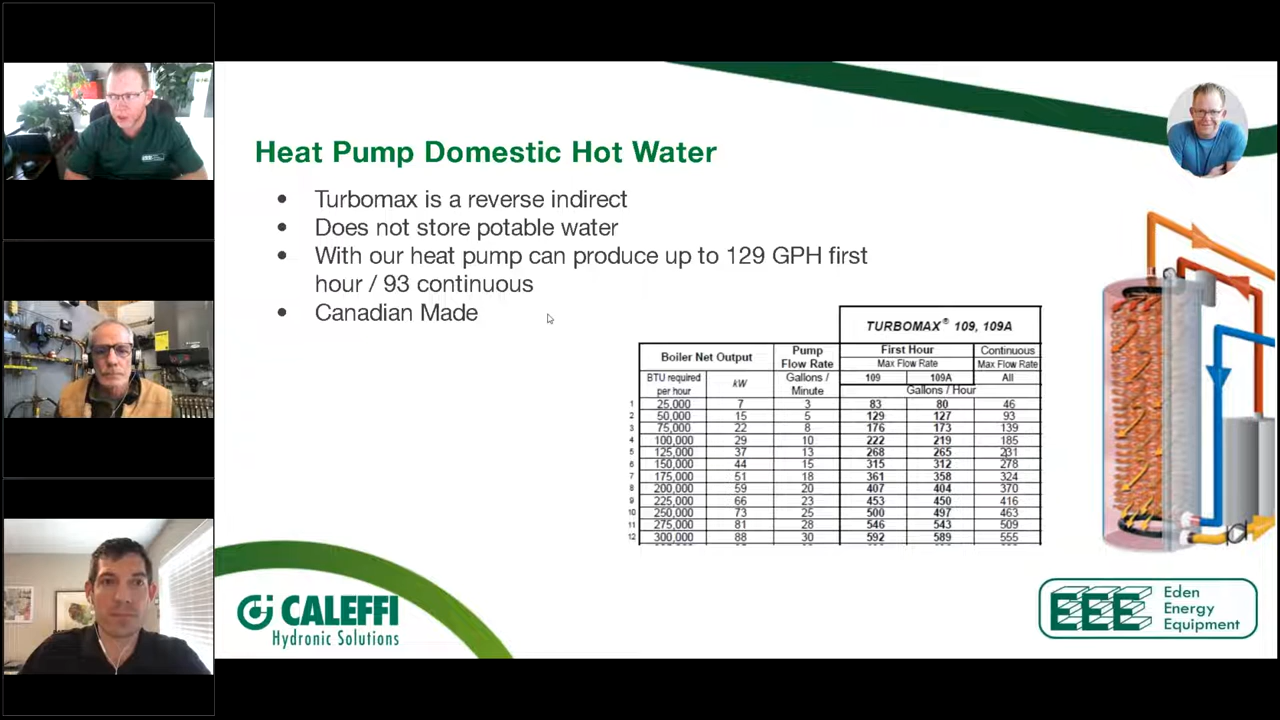 Heat Pump Domestic Hot Water
• Turbomax is a reverse indirect
• Does not store potable water
• With our heat pump can produce up to 129 GPH first
hour / 93 continuous
• Canadian Made
TURBOMAX® 109, 109A
Boiler Net Output Pump Flow Rate First Hour Continuous
Max Flow Rate Max Flow Rate
BTU required per hour kW Gallons / Minute 109 109A All
Gallons / Hour
1 25,000 7 3 83 80 46
2 50,000 15 5 129 127 93
3 75,000 22 8 176 173 139
4 100,000 29 10 222 219 185
5 125,000 37 13 268 265 231
6 150,000 44 15 315 312 278
7 175,000 51 18 361 358 324
8 200,000 59 20 407 404 370
9 225,000 66 23 453 450 416
10 250,000 73 25 500 497 463
11 275,000 81 28 546 543 509
12 300,000 88 30 592 589 555
CALEFFI
Hydronic Solutions
EEE
Eden
Energy
Equipment